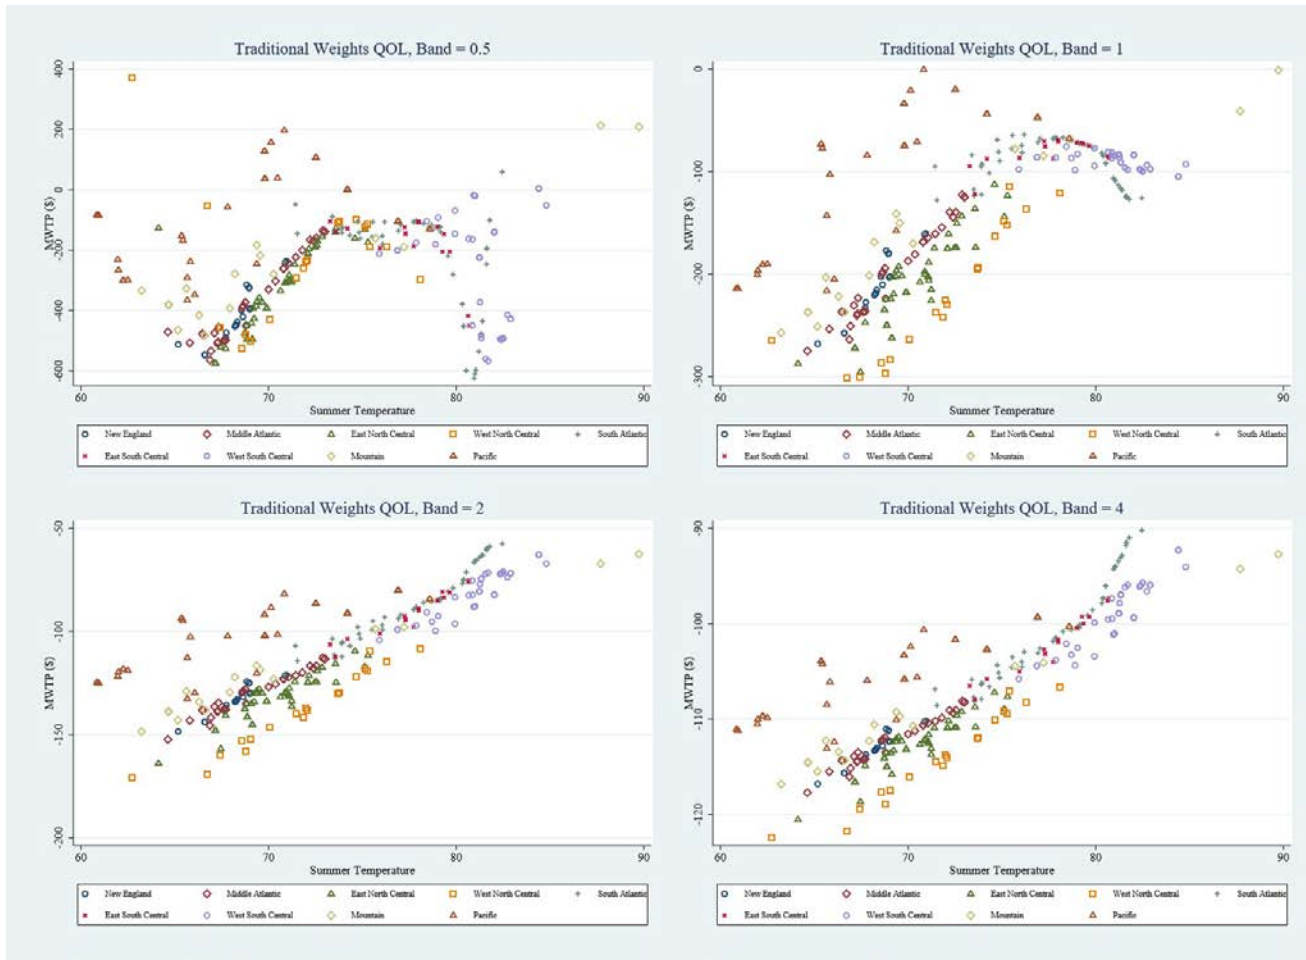 Traditional Weights QOL, Band = 0.5
400
200
0
-200
-400
-600
MWTP ($)
60
70
80
90
Summer Temperature
New England
Middle Atlantic
East North Central
West North Central
South Atlantic
East South Central
West South Central
Mountain
Pacific
Traditional Weights QOL, Band = 1
0
-100
-200
-300
MWTP ($)
60
70
80
90
Summer Temperature
New England
Middle Atlantic
East North Central
West North Central
South Atlantic
East South Central
West South Central
Mountain
Pacific
Traditional Weights QOL, Band = 2
-50
-100
-150
-200
MWTP ($)
60
70
80
90
Summer Temperature
New England
Middle Atlantic
East North Central
West North Central
South Atlantic
East South Central
West South Central
Mountain
Pacific
Traditional Weights QOL, Band = 4
-90
-100
-110
-120
MWTP ($)
60
70
80
90
Summer Temperature
New England
Middle Atlantic
East North Central
West North Central
South Atlantic
East South Central
West South Central
Mountain
Pacific